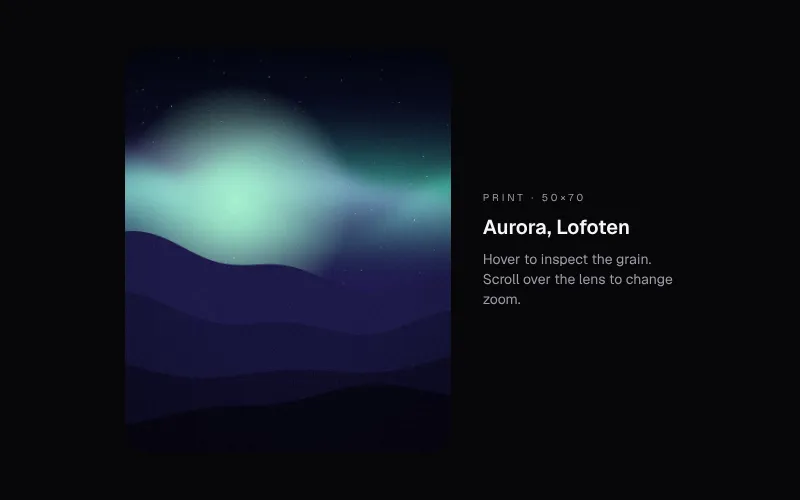 PRINT · 50×70
Aurora, Lofoten
Hover to inspect the grain.
Scroll over the lens to change
zoom.